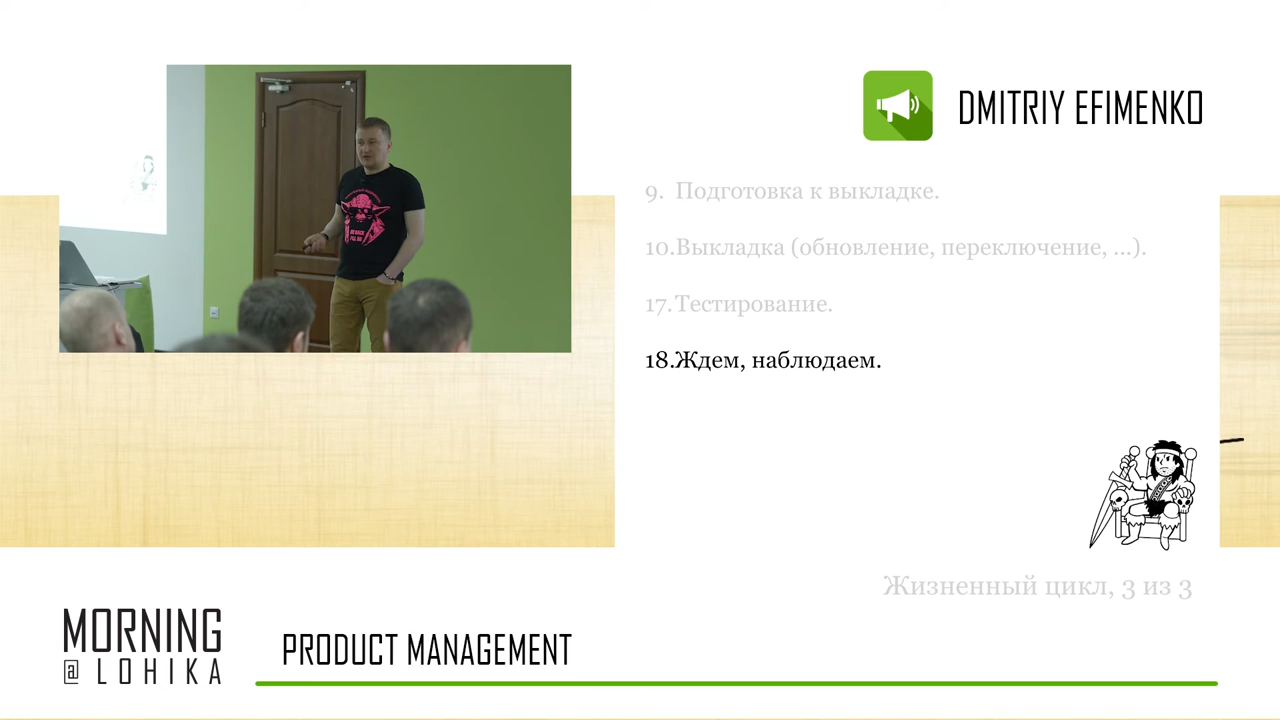 DMITRIY EFIMENKO
9. Подготовка к выкладке.
10.Выкладка (обновление, переключение, ...).
17.Тестирование.
18.Ждем, наблюдаем.
Жизненный цикл, 3 из 3
MORNING
@ LOHIKA
PRODUCT MANAGEMENT